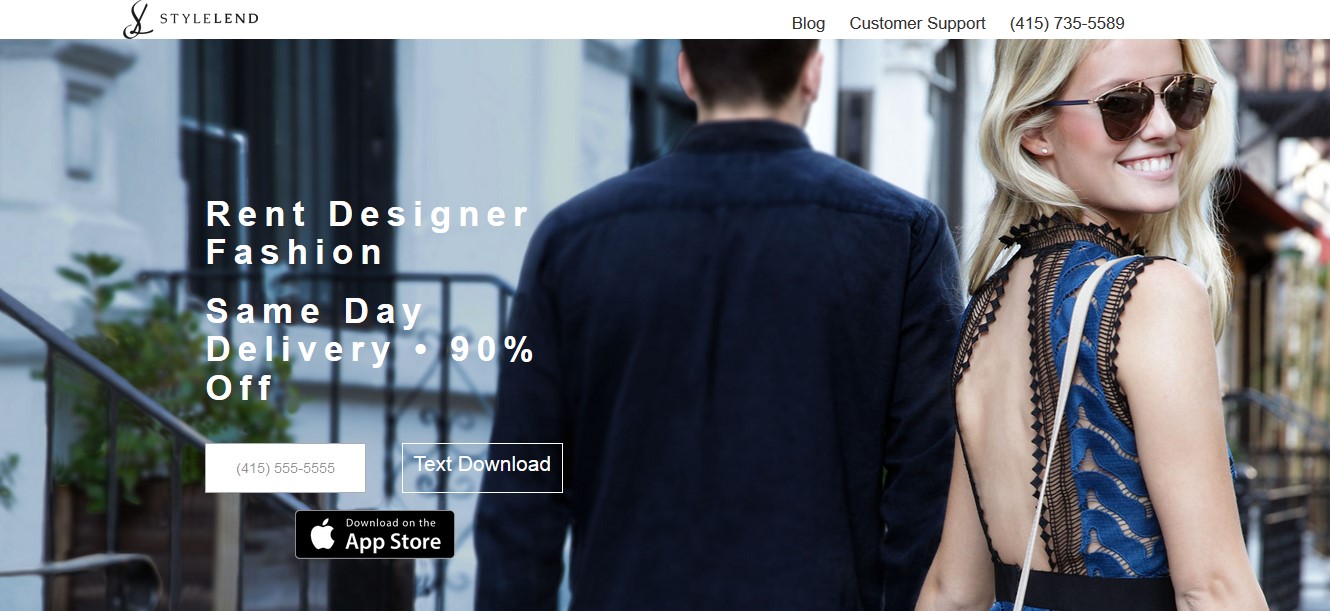 STYLELEND
Blog Customer Support (415) 735-5589
Rent Designer
Fashion
Same Day
Delivery • 90%
Off
(415) 555-5555
Text Download
Download on the
App Store